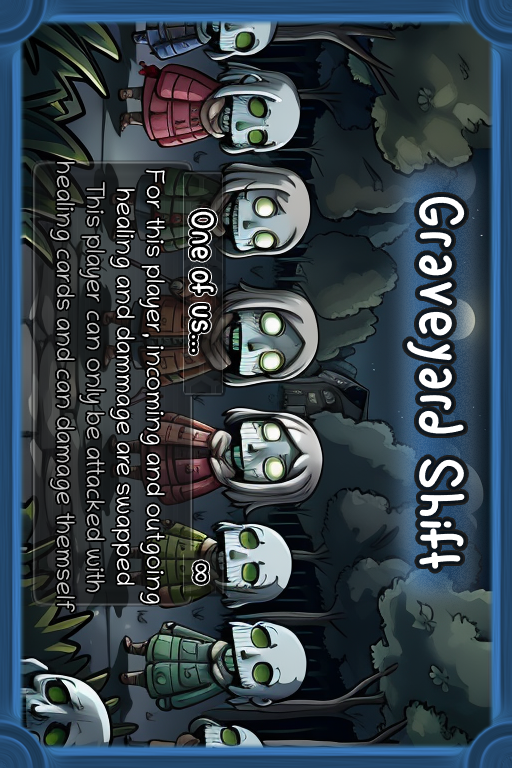 Graveyard Shift
One of us...
∞
For this player, incoming and outgoing
healing and dammage are swapped
This player can only be attacked with
healing cards and can damage themself